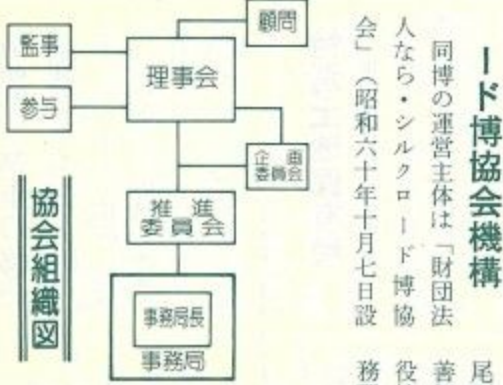 ード博協会機構
同博の運営主体は「財団法
人なら・シルクロード博協
会」（昭和六十年十月七日設
尾
善
役
務
顧問
監事
理事会
参与
企画
委員会
推進
委員会
事務局長
事務局
協会組織図